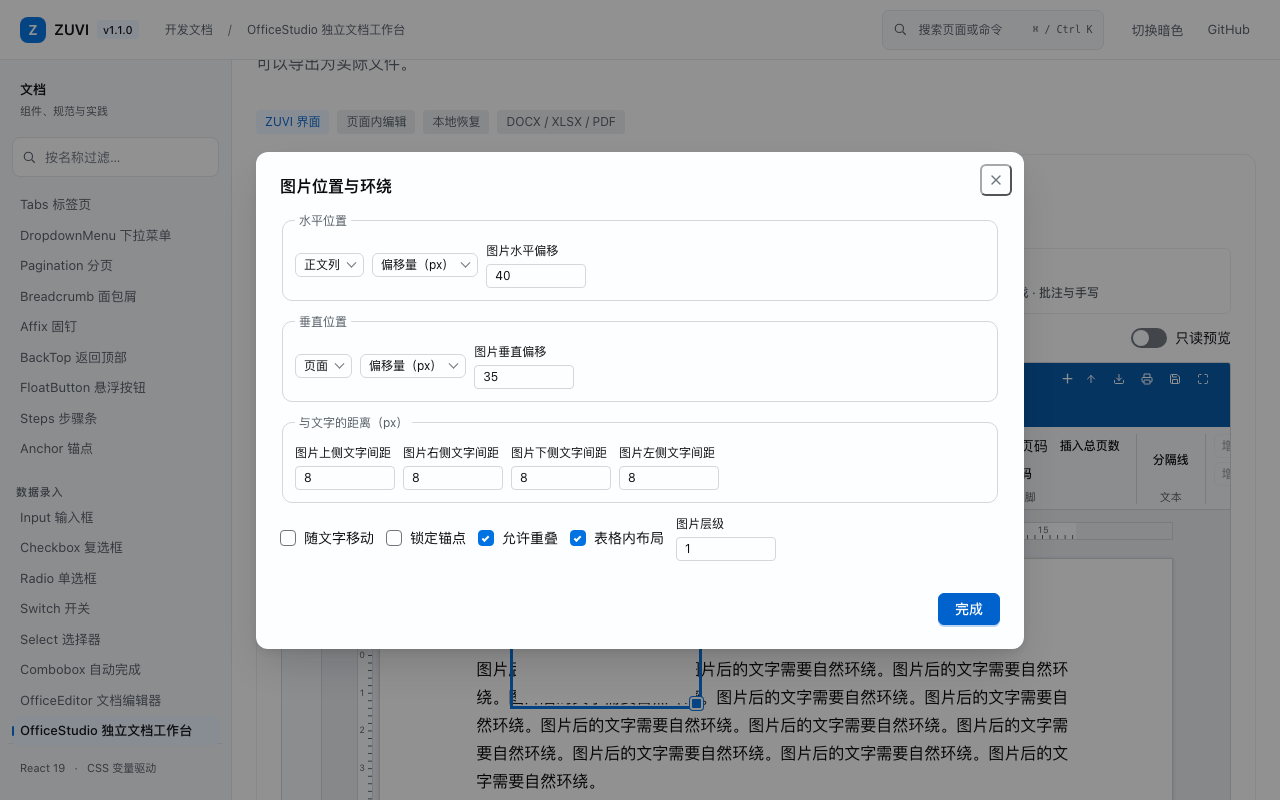 Z ZUVI v1.1.0 开发文档 / OfficeStudio 独立文档工作台 搜索页面或命令 ⌘ / Ctrl K 切换暗色 GitHub
文档
组件、规范与实践
按名称过滤...
Tabs 标签页
DropdownMenu 下拉菜单
Pagination 分页
Breadcrumb 面包屑
Affix 固钉
BackTop 返回顶部
FloatButton 悬浮按钮
Steps 步骤条
Anchor 锚点
数据录入
Input 输入框
Checkbox 复选框
Radio 单选框
Switch 开关
Select 选择器
Combobox 自动完成
OfficeEditor 文档编辑器
OfficeStudio 独立文档工作台
React 19 · CSS 变量驱动
可以导出为实际文件。
ZUVI 界面 页面内编辑 本地恢复 DOCX / XLSX / PDF
图片位置与环绕
水平位置
图片水平偏移
正文列 偏移量（px） 40
垂直位置
图片垂直偏移
页面 偏移量（px） 35
与文字的距离（px）
图片上侧文字间距 图片右侧文字间距 图片下侧文字间距 图片左侧文字间距
8 8 8 8
图片层级
随文字移动 锁定锚点 允许重叠 表格内布局 1
完成
· 批注与手写
只读预览
页码 插入总页数
码 分隔线
脚 文本
15
0
1
2
3
图片 片后的文字需要自然环绕。图片后的文字需要自然环
绕。 图片后的文字需要自然环绕。图片后的文字需要自
然环绕。图片后的文字需要自然环绕。图片后的文字需要自然环绕。图片后的文字需
要自然环绕。图片后的文字需要自然环绕。图片后的文字需要自然环绕。图片后的文
字需要自然环绕。